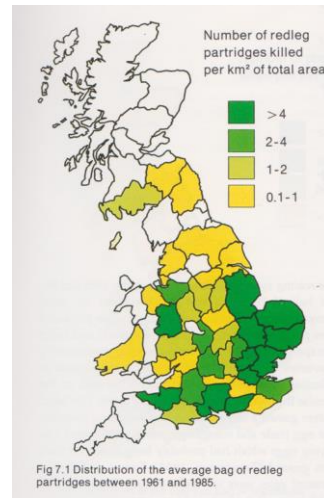 Number of redleg
partridges killed
per km² of total area
>4
2-4
1-2
0.1-1
Fig 7.1 Distribution of the average bag of redleg
partridges between 1961 and 1985.